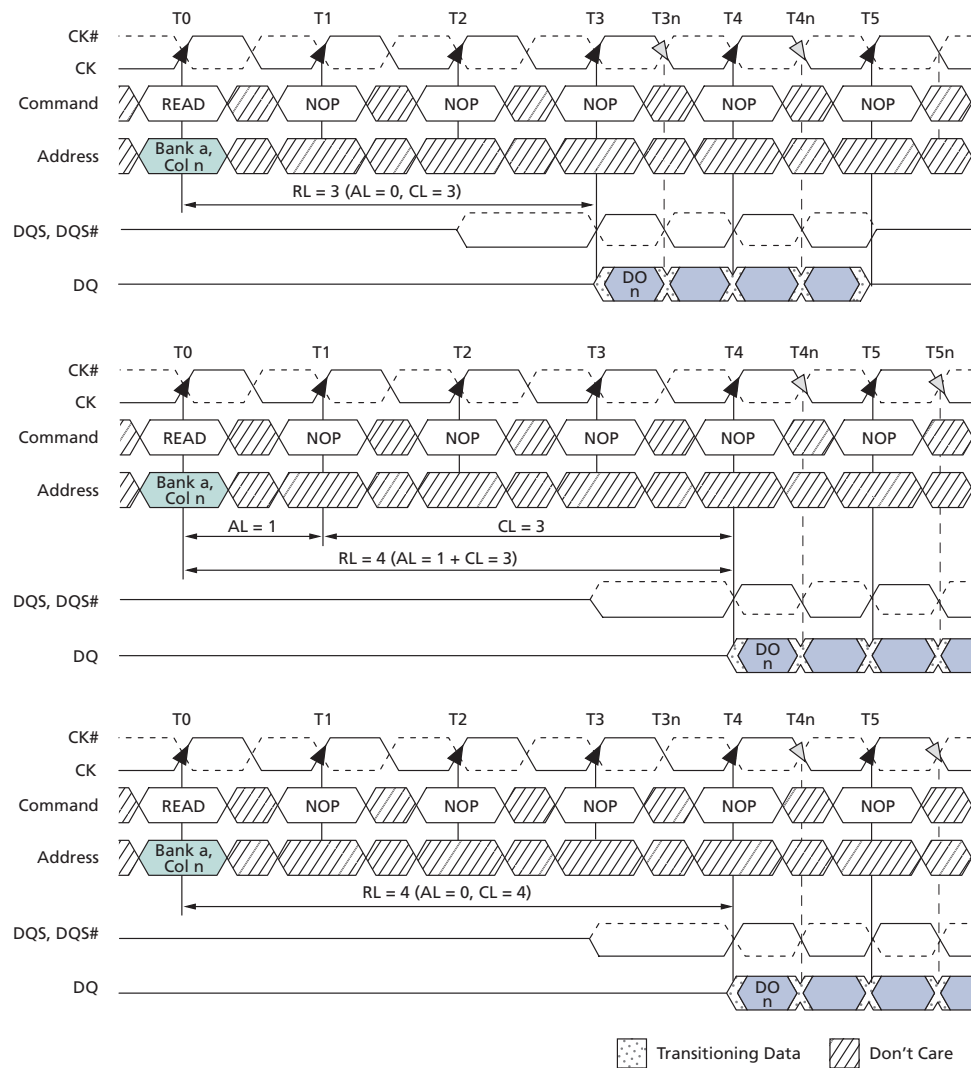 T0 T1 T2 T3 T3n T4 T4n T5
CK#
CK
Command READ NOP NOP NOP NOP NOP
Address Bank a,
Col n
RL = 3 (AL = 0, CL = 3)
DQS, DQS#
DQ DO
n
T0 T1 T2 T3 T4 T4n T5 T5n
CK#
CK
Command READ NOP NOP NOP NOP NOP
Address Bank a,
Col n
AL = 1 CL = 3
RL = 4 (AL = 1 + CL = 3)
DQS, DQS#
DQ DO
n
T0 T1 T2 T3 T3n T4 T4n T5
CK#
CK
Command READ NOP NOP NOP NOP NOP
Address Bank a,
Col n
RL = 4 (AL = 0, CL = 4)
DQS, DQS#
DQ DO
n
Transitioning Data Don't Care